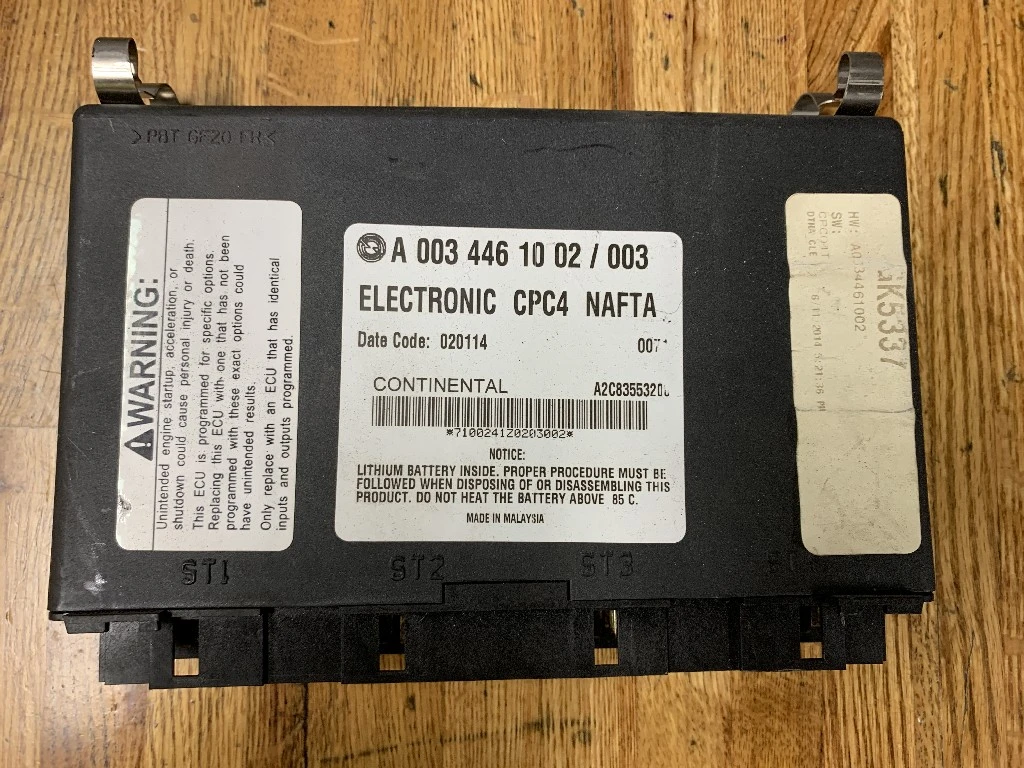 >PBT GF20 FR<
⚠WARNING:
Unintended engine startup, acceleration, or
shutdown could cause personal injury or death.
This ECU is programmed for specific options.
Replacing this ECU with one that has not been
programmed with these exact options could
have unintended results.
Only replace with an ECU that has identical
inputs and outputs programmed.
A 003 446 10 02 / 003
ELECTRONIC CPC4 NAFTA
Date Code: 020114
CONTINENTAL
*7100241Z0203002*
NOTICE:
LITHIUM BATTERY INSIDE. PROPER PROCEDURE MUST BE
FOLLOWED WHEN DISPOSING OF OR DISASSEMBLING THIS
PRODUCT. DO NOT HEAT THE BATTERY ABOVE 85 C.
MADE IN MALAYSIA
HW: A0134461002
SW:
ST1
ST2
ST3